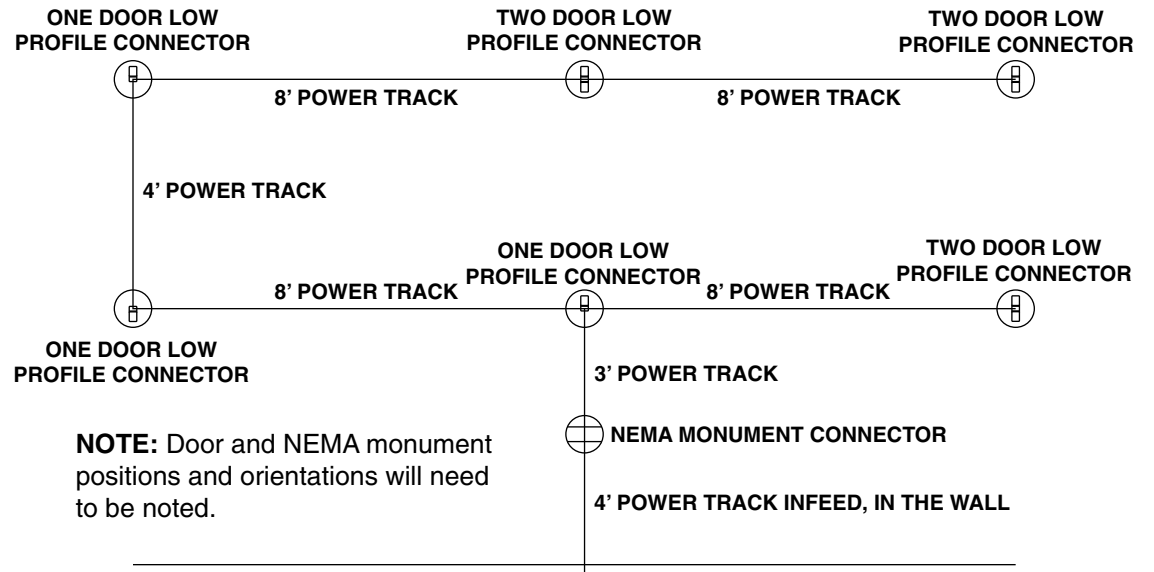 ONE DOOR LOW
PROFILE CONNECTOR
TWO DOOR LOW
PROFILE CONNECTOR
TWO DOOR LOW
PROFILE CONNECTOR
8’ POWER TRACK
8’ POWER TRACK
4’ POWER TRACK
ONE DOOR LOW
PROFILE CONNECTOR
TWO DOOR LOW
PROFILE CONNECTOR
8’ POWER TRACK
8’ POWER TRACK
ONE DOOR LOW
PROFILE CONNECTOR
3’ POWER TRACK
NEMA MONUMENT CONNECTOR
NOTE: Door and NEMA monument
positions and orientations will need
to be noted.
4’ POWER TRACK INFEED, IN THE WALL